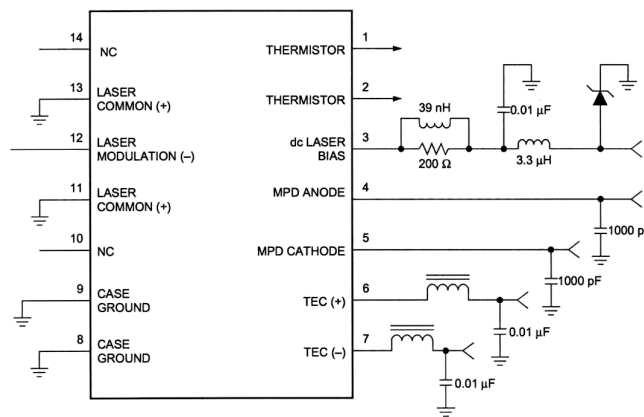 14
NC
13
LASER
COMMON (+)
12
LASER
MODULATION (–)
11
LASER
COMMON (+)
10
NC
9
CASE
GROUND
8
CASE
GROUND
1
THERMISTOR
2
THERMISTOR
3
dc LASER
BIAS
39 nH
200 Ω
0.01 µF
3.3 µH
4
MPD ANODE
1000 p
5
MPD CATHODE
1000 pF
6
TEC (+)
0.01 µF
7
TEC (–)
0.01 µF